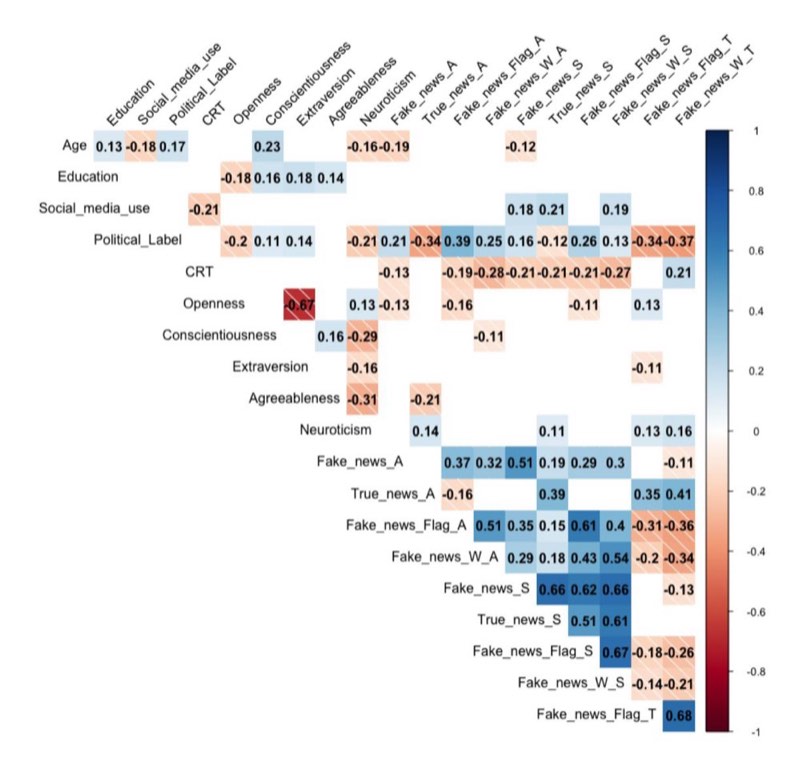 Education
Social_media_use
Political_Label
CRT
Openness
Conscientiousness
Extraversion
Agreeableness
Neuroticism
Fake_news_A
True_news_A
Fake_news_Flag_A
Fake_news_W_A
Fake_news_S
True_news_S
Fake_news_Flag_S
Fake_news_W_S
Fake_news_Flag_T
Fake_news_W_T
Age 0.13 -0.18 0.17 0.23 -0.16 -0.19 -0.12
Education -0.18 0.16 0.18 0.14
Social_media_use -0.21 0.18 0.21 0.19
Political_Label -0.2 0.11 0.14 -0.21 0.21 -0.34 0.39 0.25 0.16 -0.12 0.26 0.13 -0.34 -0.37
CRT -0.13 -0.19 -0.28 -0.21 -0.21 -0.21 -0.27 0.21
Openness -0.67 0.13 -0.13 -0.16 -0.11 0.13
Conscientiousness 0.16 -0.29 -0.11
Extraversion -0.16 -0.11
Agreeableness -0.31 -0.21
Neuroticism 0.14 0.11 0.13 0.16
Fake_news_A 0.37 0.32 0.51 0.19 0.29 0.3 -0.11
True_news_A -0.16 0.39 0.35 0.41
Fake_news_Flag_A 0.51 0.35 0.15 0.61 0.4 -0.31 -0.36
Fake_news_W_A 0.29 0.18 0.43 0.54 -0.2 -0.34
Fake_news_S 0.66 0.62 0.66 -0.13
True_news_S 0.51 0.61
Fake_news_Flag_S 0.67 -0.18 -0.26
Fake_news_W_S -0.14 -0.21
Fake_news_Flag_T 0.68
1
0.8
0.6
0.4
0.2
0
-0.2
-0.4
-0.6
-0.8
-1